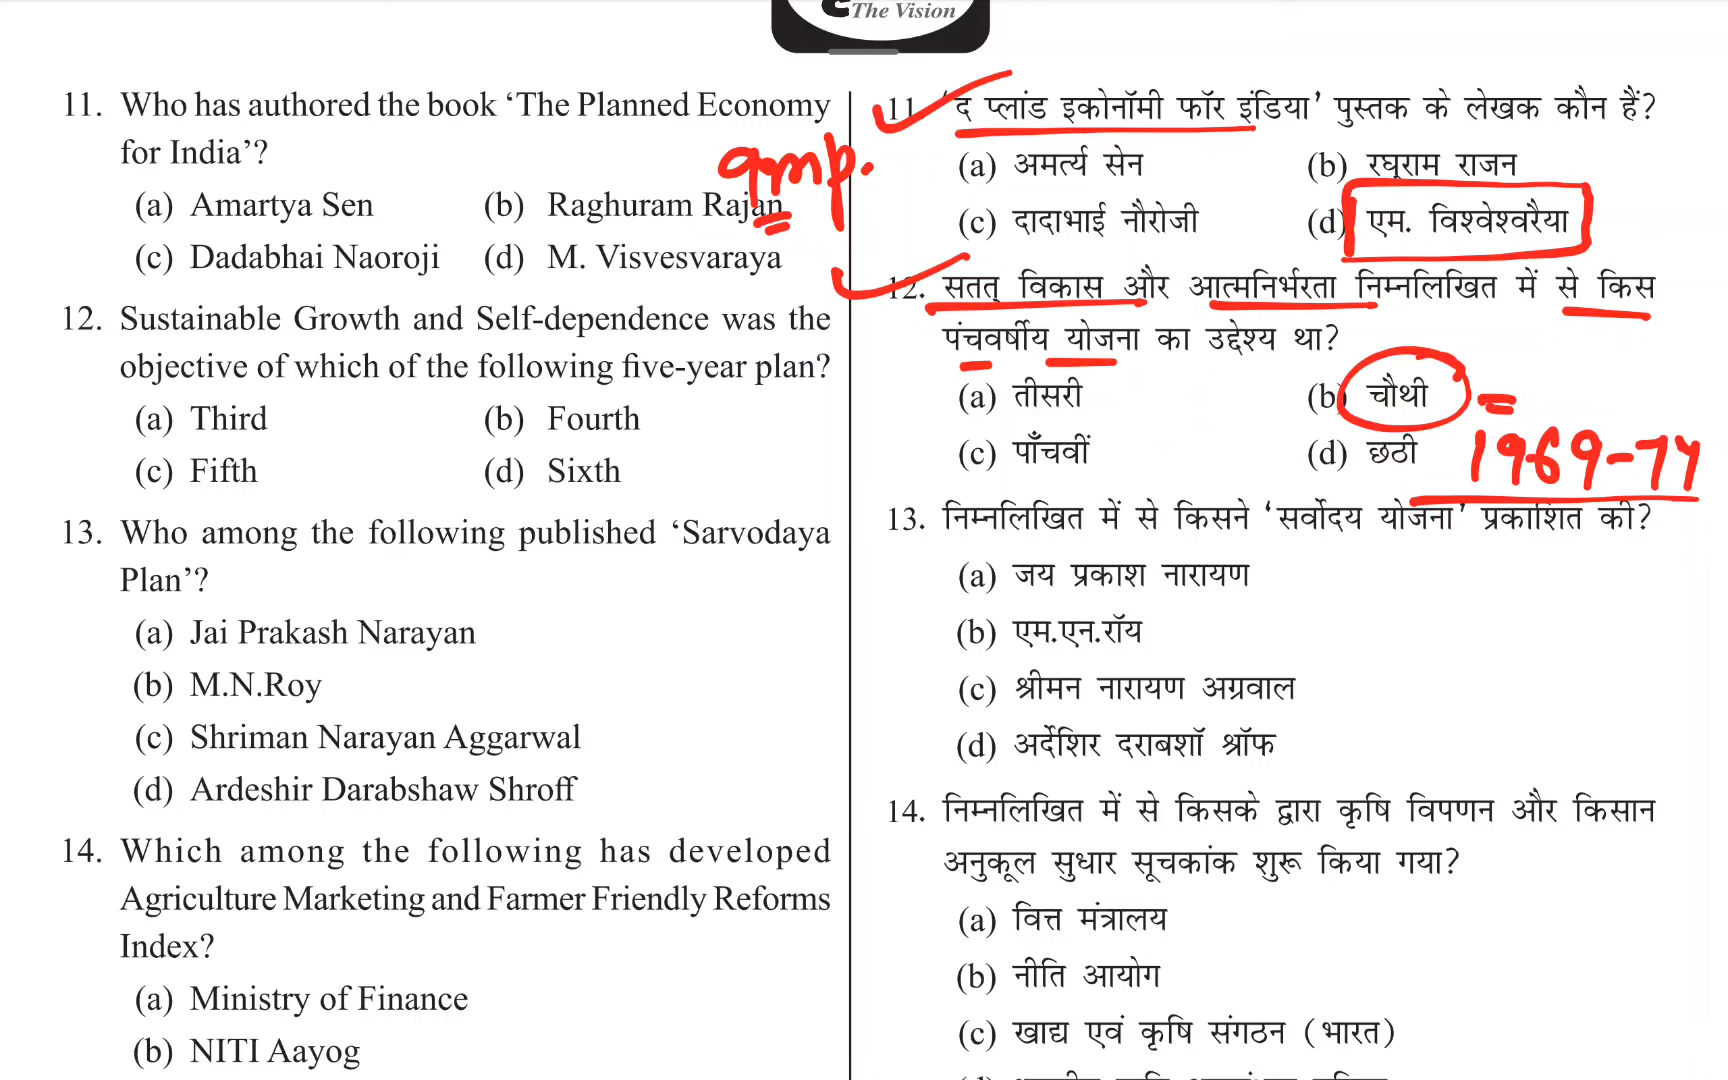 The Vision
11. Who has authored the book ‘The Planned Economy
for India’?
(a) Amartya Sen (b) Raghuram Rajan
(c) Dadabhai Naoroji (d) M. Visvesvaraya
12. Sustainable Growth and Self-dependence was the
objective of which of the following five-year plan?
(a) Third (b) Fourth
(c) Fifth (d) Sixth
13. Who among the following published ‘Sarvodaya
Plan’?
(a) Jai Prakash Narayan
(b) M.N.Roy
(c) Shriman Narayan Aggarwal
(d) Ardeshir Darabshaw Shroff
14. Which among the following has developed
Agriculture Marketing and Farmer Friendly Reforms
Index?
(a) Ministry of Finance
(b) NITI Aayog
11. ‘द प्लांड इकोनॉमी फॉर इंडिया’ पुस्तक के लेखक कौन हैं?
(a) अमर्त्य सेन (b) रघुराम राजन
(c) दादाभाई नौरोजी (d) एम. विश्वेश्वरैया
12. सतत् विकास और आत्मनिर्भरता निम्नलिखित में से किस
पंचवर्षीय योजना का उद्देश्य था?
(a) तीसरी (b) चौथी
(c) पाँचवीं (d) छठी
1969-74
13. निम्नलिखित में से किसने ‘सर्वोदय योजना’ प्रकाशित की?
(a) जय प्रकाश नारायण
(b) एम.एन.रॉय
(c) श्रीमन नारायण अग्रवाल
(d) अर्देशिर दराबशॉ श्रॉफ
14. निम्नलिखित में से किसके द्वारा कृषि विपणन और किसान
अनुकूल सुधार सूचकांक शुरू किया गया?
(a) वित्त मंत्रालय
(b) नीति आयोग
(c) खाद्य एवं कृषि संगठन (भारत)